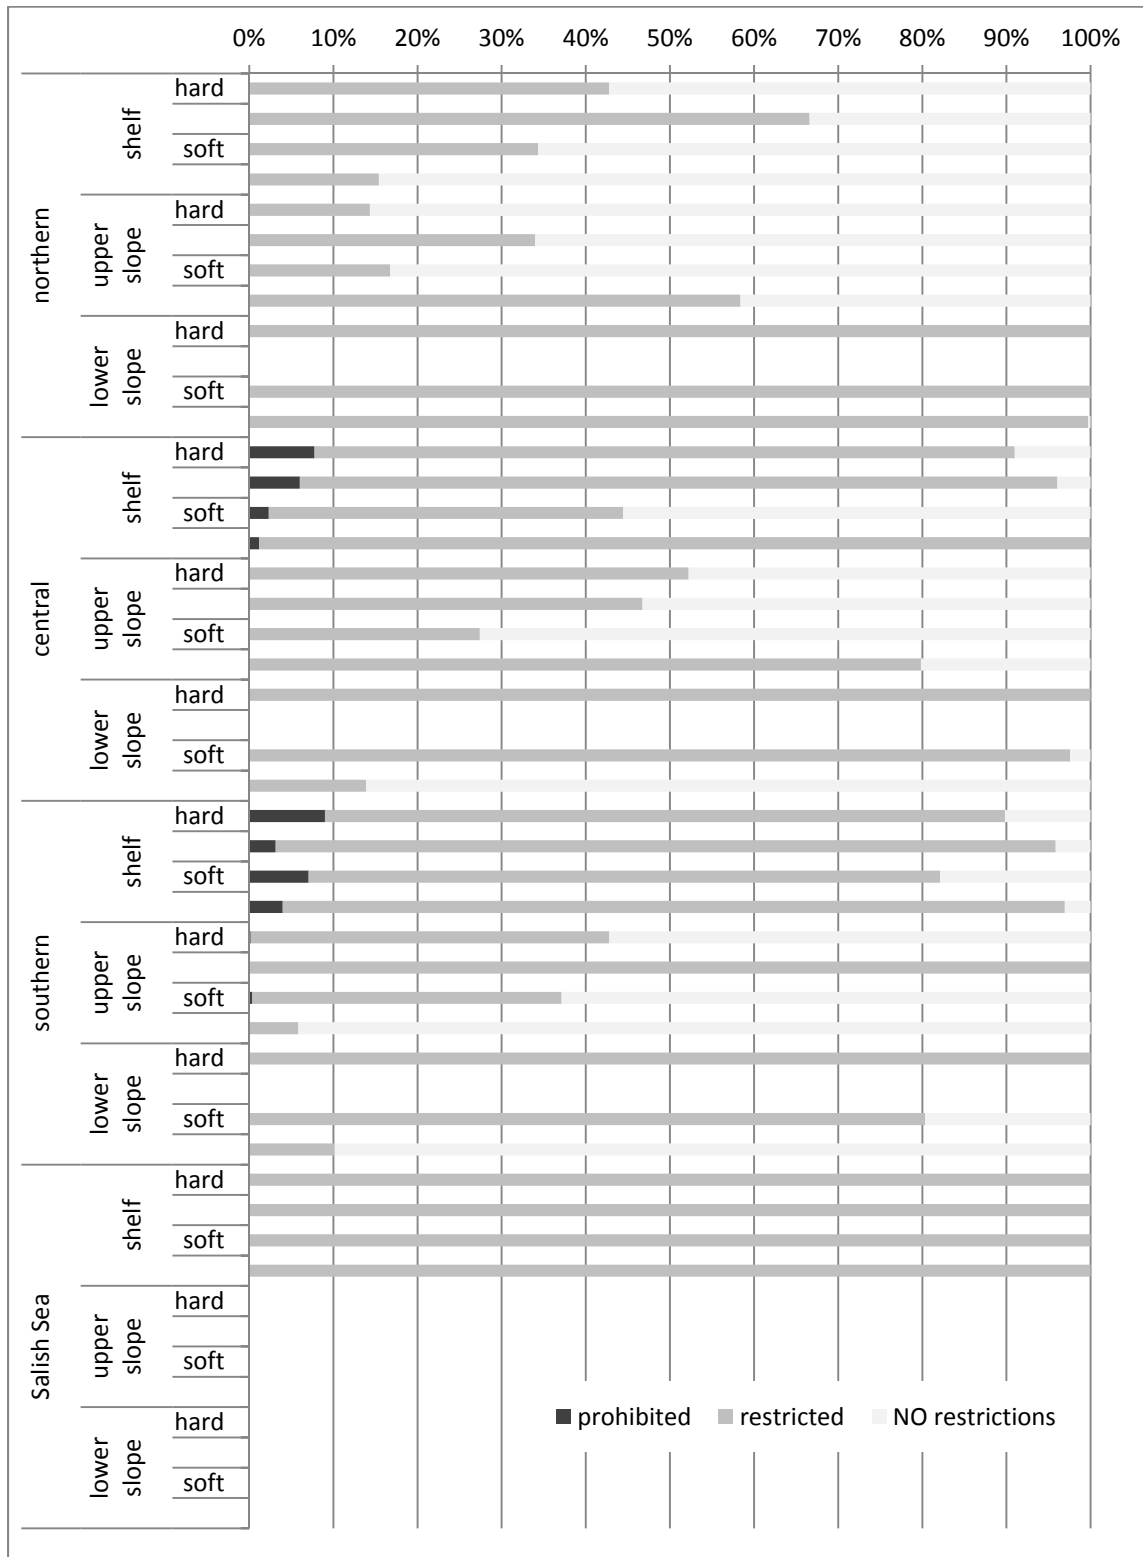 0% 10% 20% 30% 40% 50% 60% 70% 80% 90% 100%
northern
shelf
hard
soft
upper
slope
hard
soft
lower
slope
hard
soft
central
shelf
hard
soft
upper
slope
hard
soft
lower
slope
hard
soft
southern
shelf
hard
soft
upper
slope
hard
soft
lower
slope
hard
soft
Salish Sea
shelf
hard
soft
upper
slope
hard
soft
lower
slope
hard
soft
prohibited restricted NO restrictions